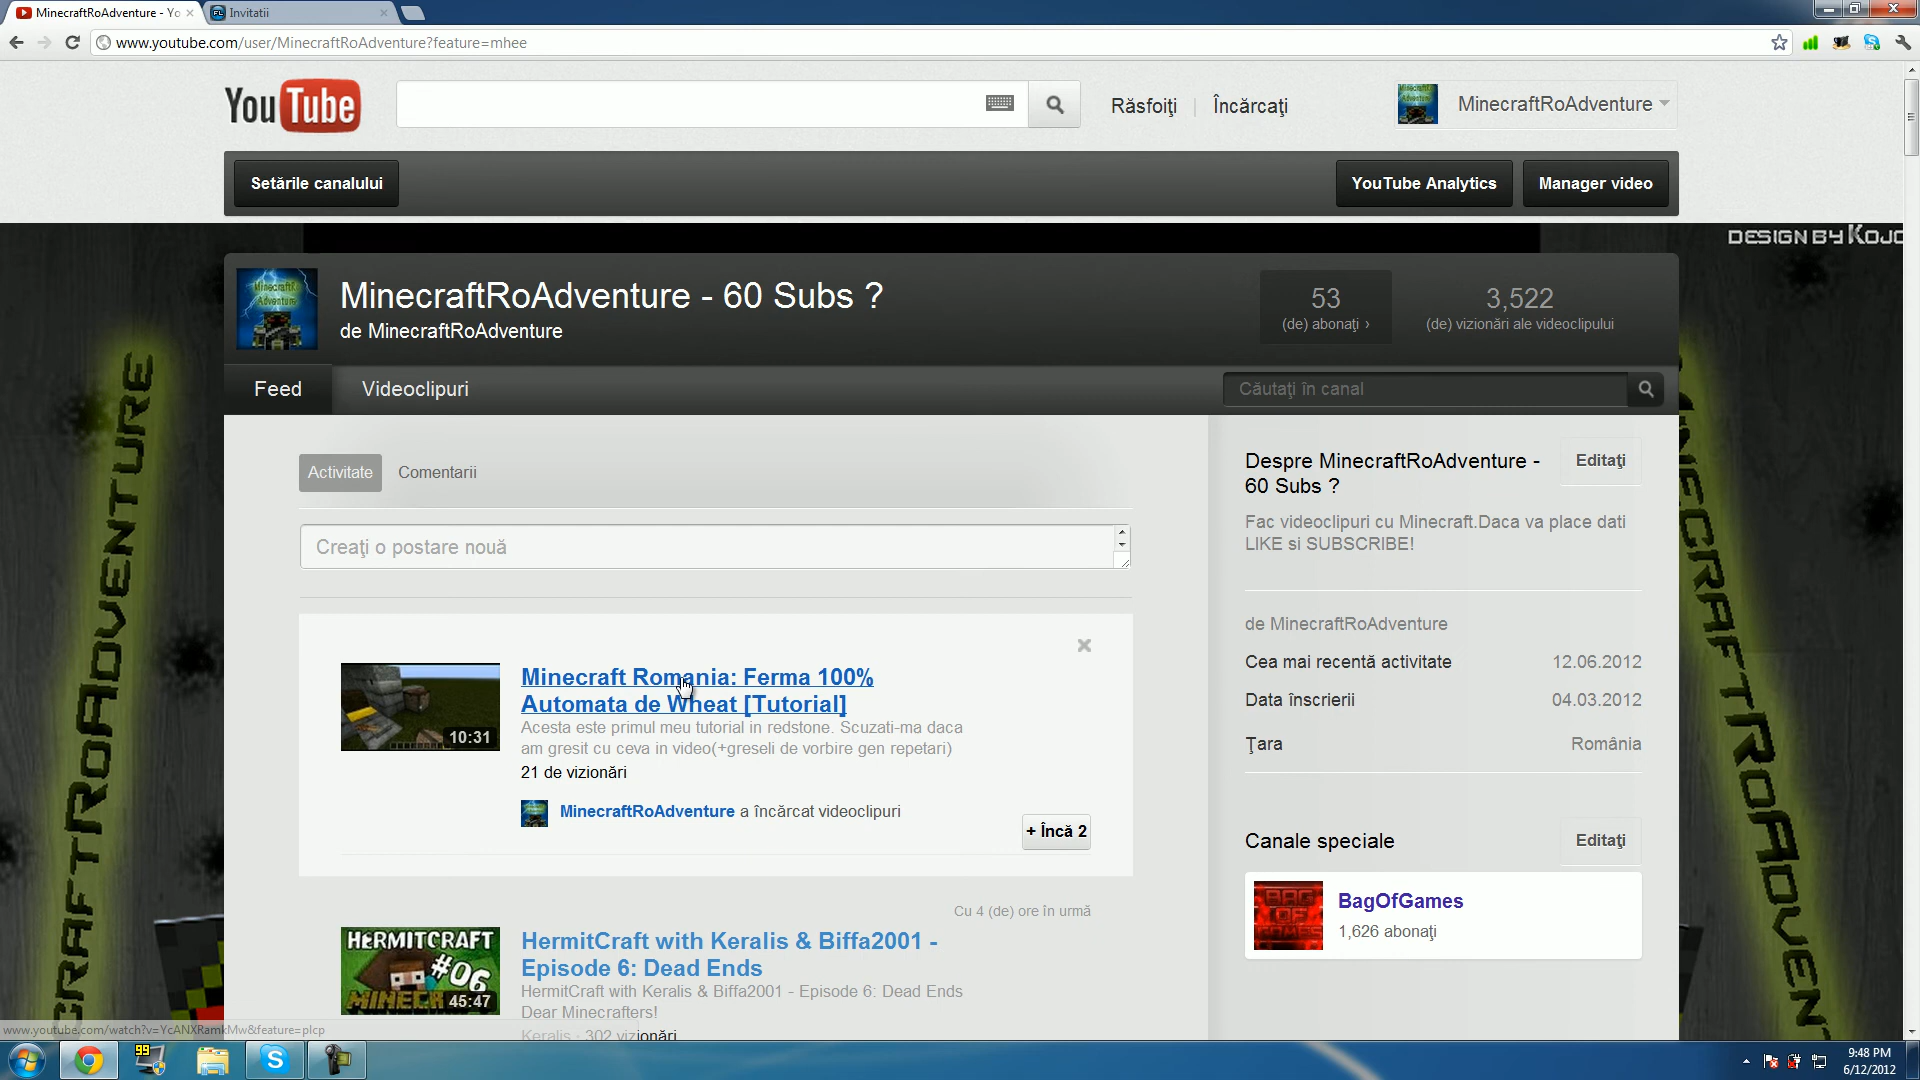 MinecraftRoAdventure - Yo
Invitatii
www.youtube.com/user/MinecraftRoAdventure?feature=mhee
YouTube
Răsfoiţi
Încărcaţi
MinecraftRoAdventure
Setările canalului
YouTube Analytics
Manager video
DESIGN BY KOJO
MinecraftRoAdventure - 60 Subs ?
de MinecraftRoAdventure
53
(de) abonaţi ›
3,522
(de) vizionări ale videoclipului
Feed
Videoclipuri
Căutaţi în canal
Activitate
Comentarii
Creaţi o postare nouă
Minecraft Romania: Ferma 100%
Automata de Wheat [Tutorial]
10:31
Acesta este primul meu tutorial in redstone. Scuzati-ma daca
am gresit cu ceva in video(+greseli de vorbire gen repetari)
21 de vizionări
MinecraftRoAdventure a încărcat videoclipuri
+ Încă 2
Cu 4 (de) ore în urmă
HERMITCRAFT
#06
45:47
HermitCraft with Keralis & Biffa2001 -
Episode 6: Dead Ends
HermitCraft with Keralis & Biffa2001 - Episode 6: Dead Ends
Dear Minecrafters!
Keralis · 302 vizionări
Despre MinecraftRoAdventure -
60 Subs ?
Editaţi
Fac videoclipuri cu Minecraft.Daca va place dati
LIKE si SUBSCRIBE!
de MinecraftRoAdventure
Cea mai recentă activitate 12.06.2012
Data înscrierii 04.03.2012
Ţara România
Canale speciale
Editaţi
BAG
OF
GAMES
BagOfGames
1,626 abonaţi
www.youtube.com/watch?v=YcANXRamkMw&feature=plcp
99
9:48 PM
6/12/2012